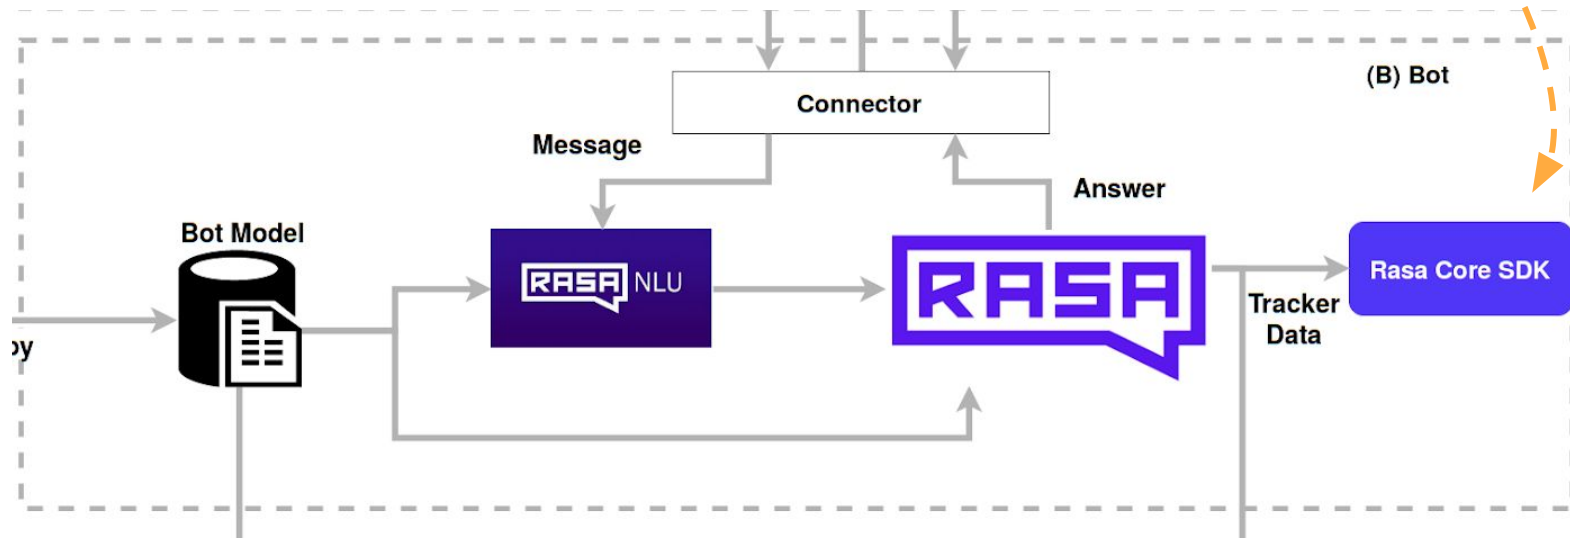 (B) Bot
Connector
Message
Answer
Bot Model
RASA NLU
RASA
Rasa Core SDK
Tracker
Data